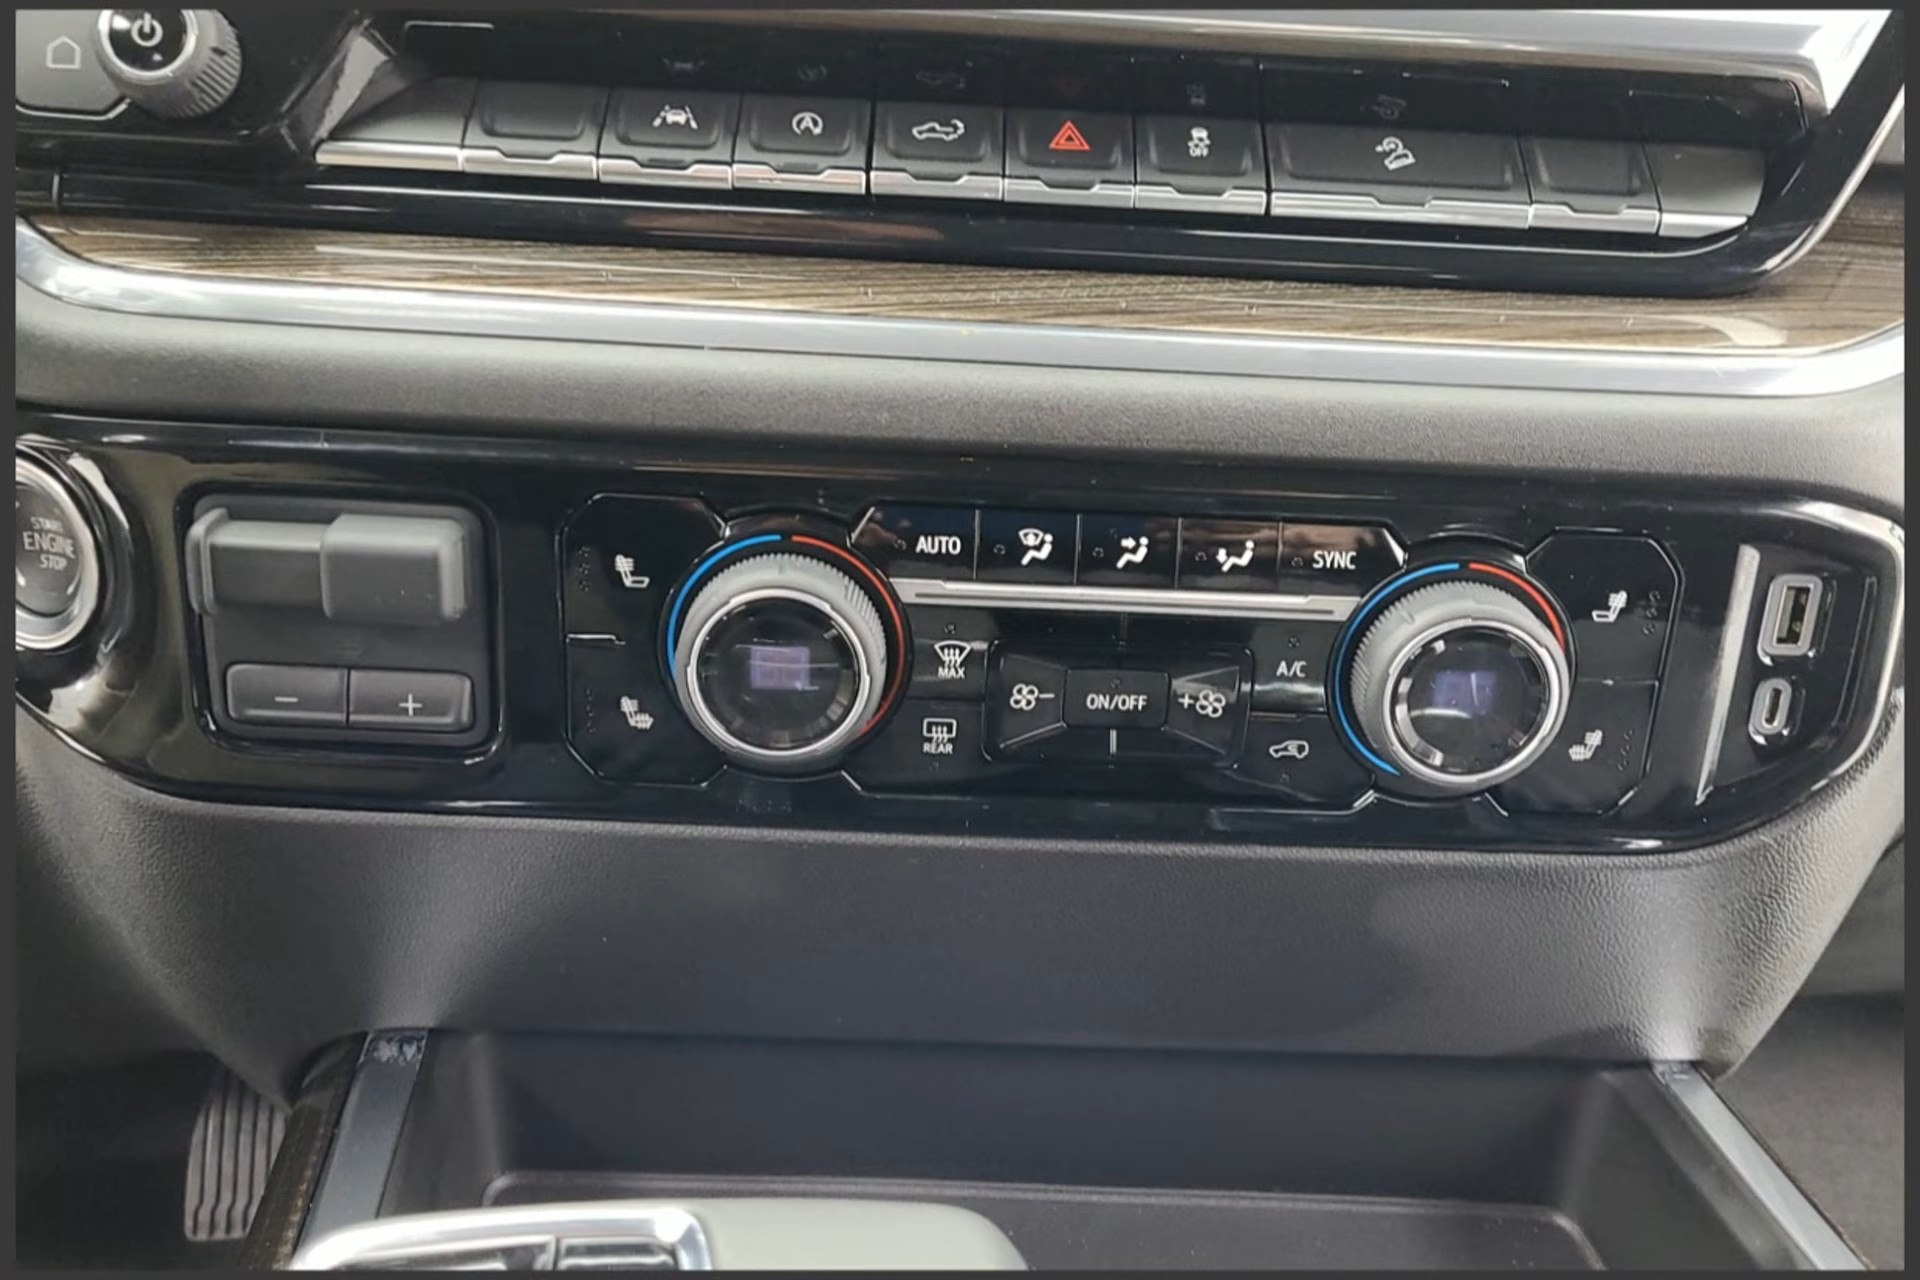 OFF
START
ENGINE
STOP
AUTO
SYNC
MAX
A/C
− +
−
ON/OFF
+
REAR